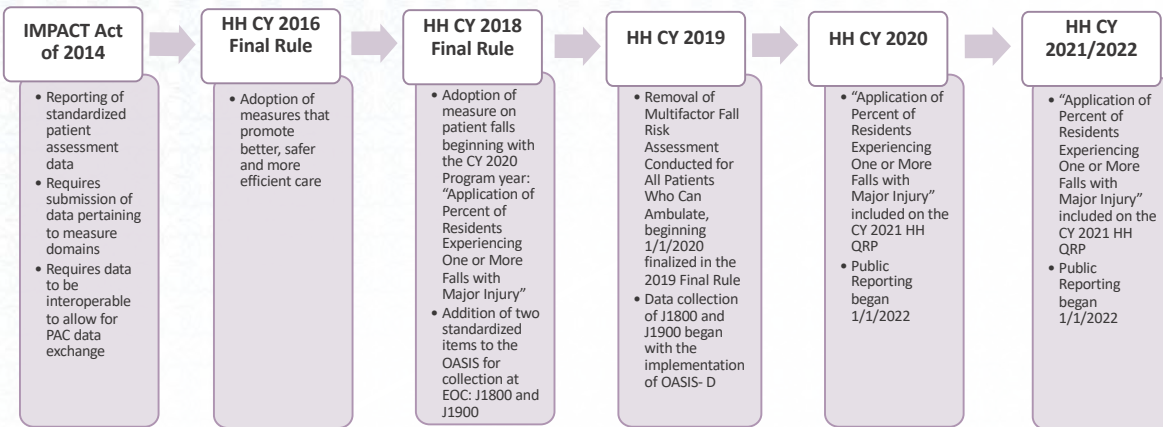 IMPACT Act
of 2014
• Reporting of
standardized
patient
assessment
data
• Requires
submission of
data pertaining
to measure
domains
• Requires data
to be
interoperable
to allow for
PAC data
exchange
HH CY 2016
Final Rule
• Adoption of
measures that
promote
better, safer
and more
efficient care
HH CY 2018
Final Rule
• Adoption of
measure on
patient falls
beginning with
the CY 2020
Program year:
“Application of
Percent of
Residents
Experiencing
One or More
Falls with
Major Injury”
• Addition of two
standardized
items to the
OASIS for
collection at
EOC: J1800 and
J1900
HH CY 2019
• Removal of
Multifactor Fall
Risk
Assessment
Conducted for
All Patients
Who Can
Ambulate,
beginning
1/1/2020
finalized in the
2019 Final Rule
• Data collection
of J1800 and
J1900 began
with the
implementation
of OASIS- D
HH CY 2020
• “Application of
Percent of
Residents
Experiencing
One or More
Falls with
Major Injury”
included on the
CY 2021 HH
QRP
• Public
Reporting
began
1/1/2022
HH CY
2021/2022
• “Application of
Percent of
Residents
Experiencing
One or More
Falls with
Major Injury”
included on the
CY 2021 HH
QRP
• Public
Reporting
began
1/1/2022